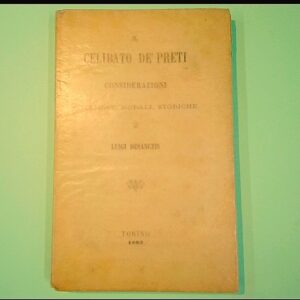 IL
CELIBATO DE' PRETI
CONSIDERAZIONI
MORALI, STORICHE
DI
LUIGI DESANCTIS
TORINO